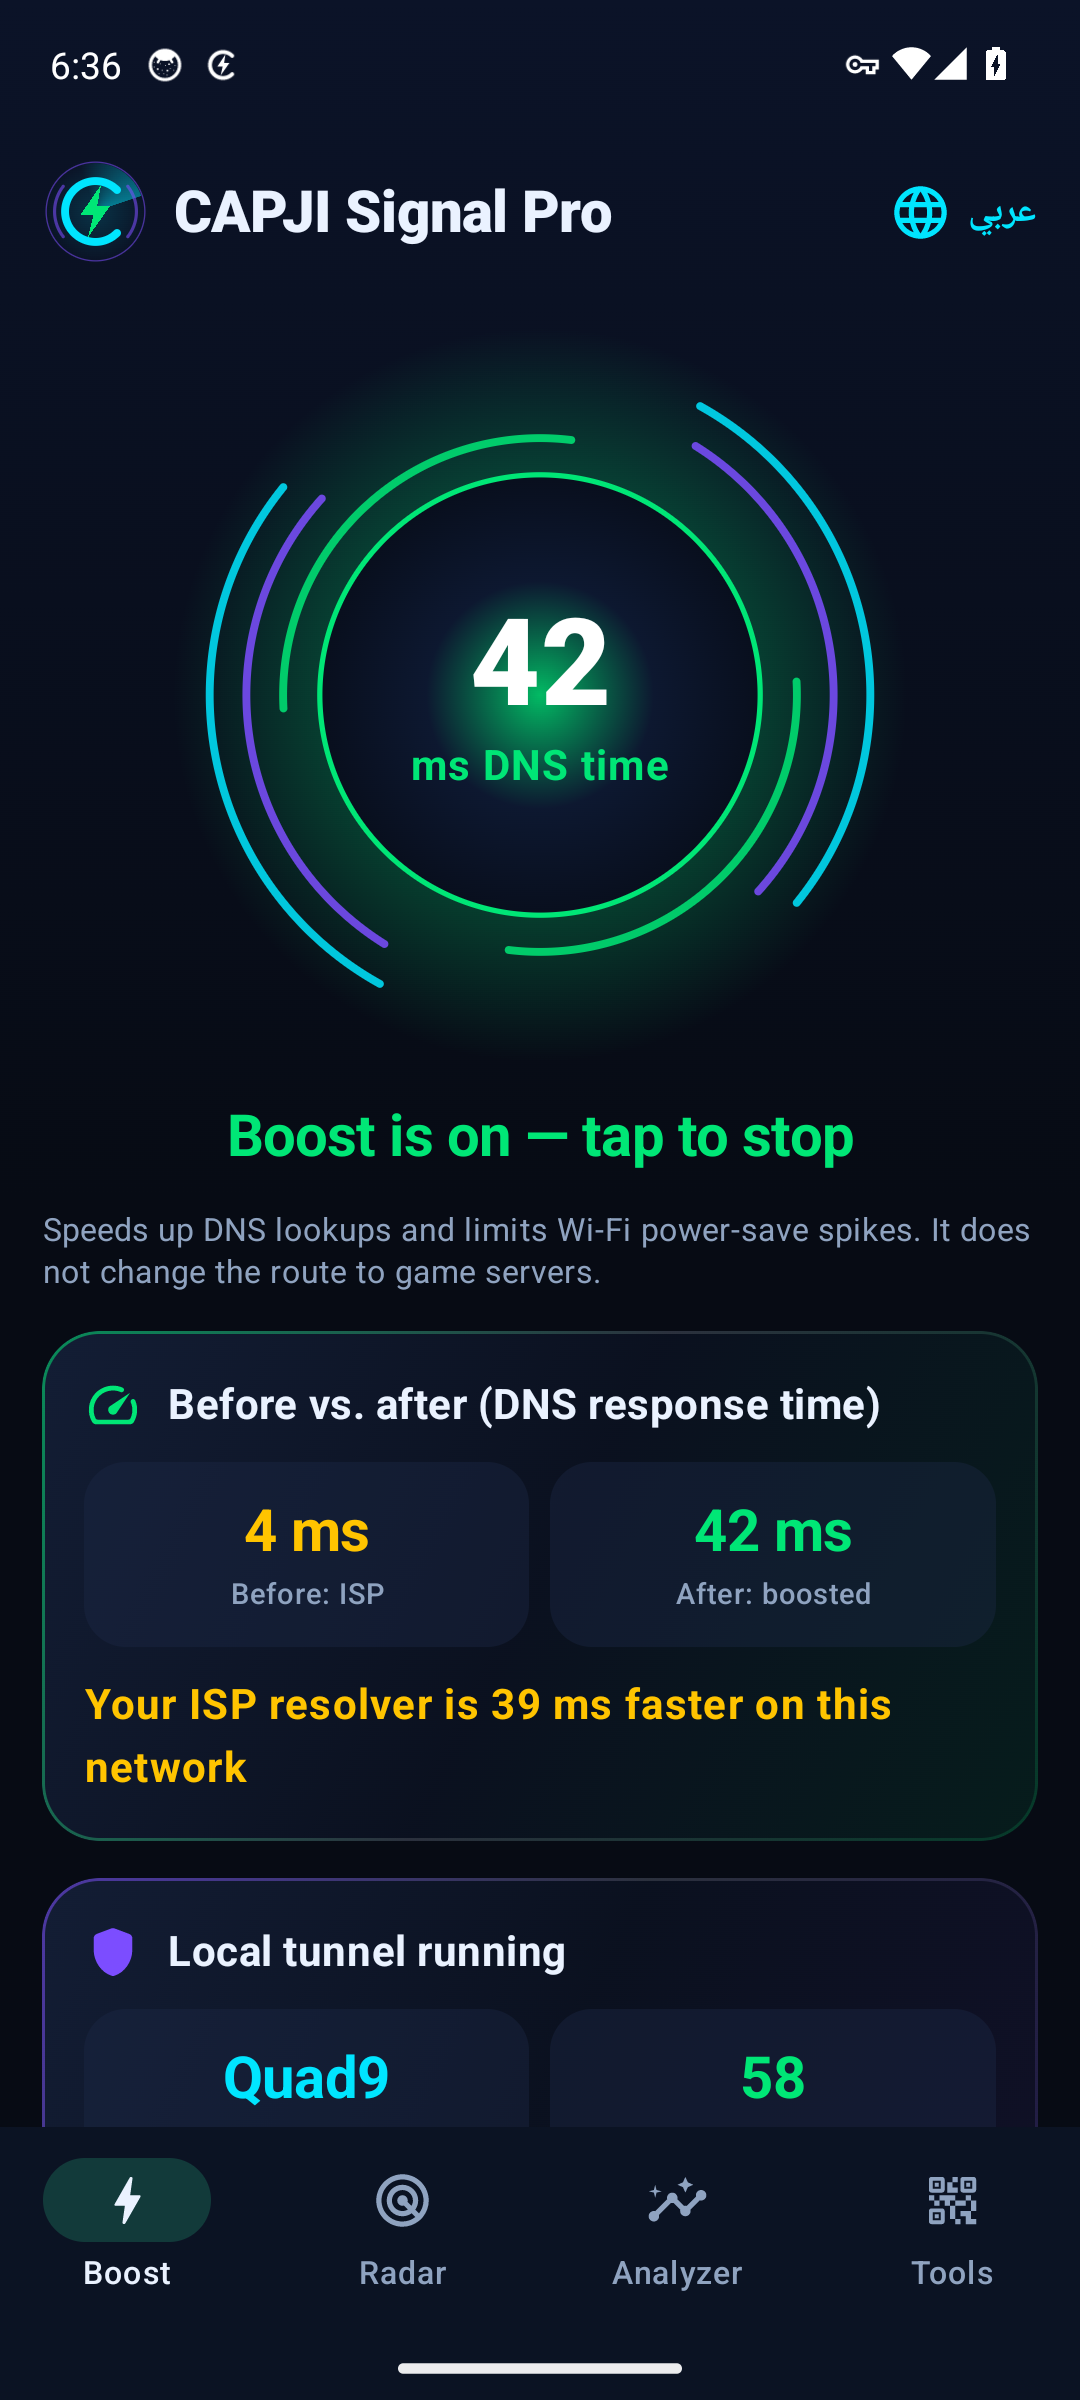 6:36
CAPJI Signal Pro
عربي
42
ms DNS time
Boost is on — tap to stop
Speeds up DNS lookups and limits Wi-Fi power-save spikes. It does
not change the route to game servers.
Before vs. after (DNS response time)
4 ms
Before: ISP
42 ms
After: boosted
Your ISP resolver is 39 ms faster on this
network
Local tunnel running
Quad9
58
Boost
Radar
Analyzer
Tools